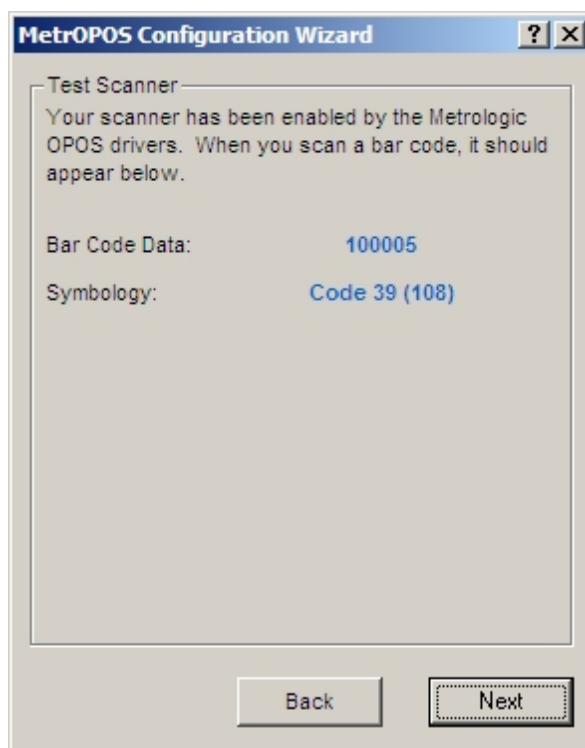 MetrOPOS Configuration Wizard
Test Scanner
Your scanner has been enabled by the Metrologic
OPOS drivers. When you scan a bar code, it should
appear below.
Bar Code Data: 100005
Symbology: Code 39 (108)
Back Next